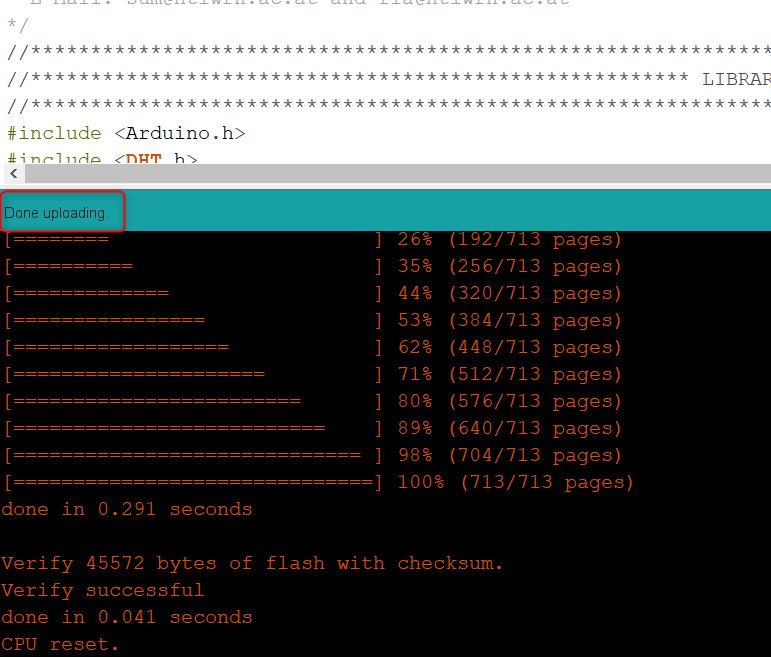 */
//**************************************************************
//******************************************************* LIBRAR
//**************************************************************
#include <Arduino.h>
#include <DHT.h>
<
Done uploading.
[========                      ] 26% (192/713 pages)
[==========                    ] 35% (256/713 pages)
[=============                 ] 44% (320/713 pages)
[================              ] 53% (384/713 pages)
[==================            ] 62% (448/713 pages)
[=====================         ] 71% (512/713 pages)
[========================      ] 80% (576/713 pages)
[==========================    ] 89% (640/713 pages)
[============================= ] 98% (704/713 pages)
[==============================] 100% (713/713 pages)
done in 0.291 seconds
Verify 45572 bytes of flash with checksum.
Verify successful
done in 0.041 seconds
CPU reset.